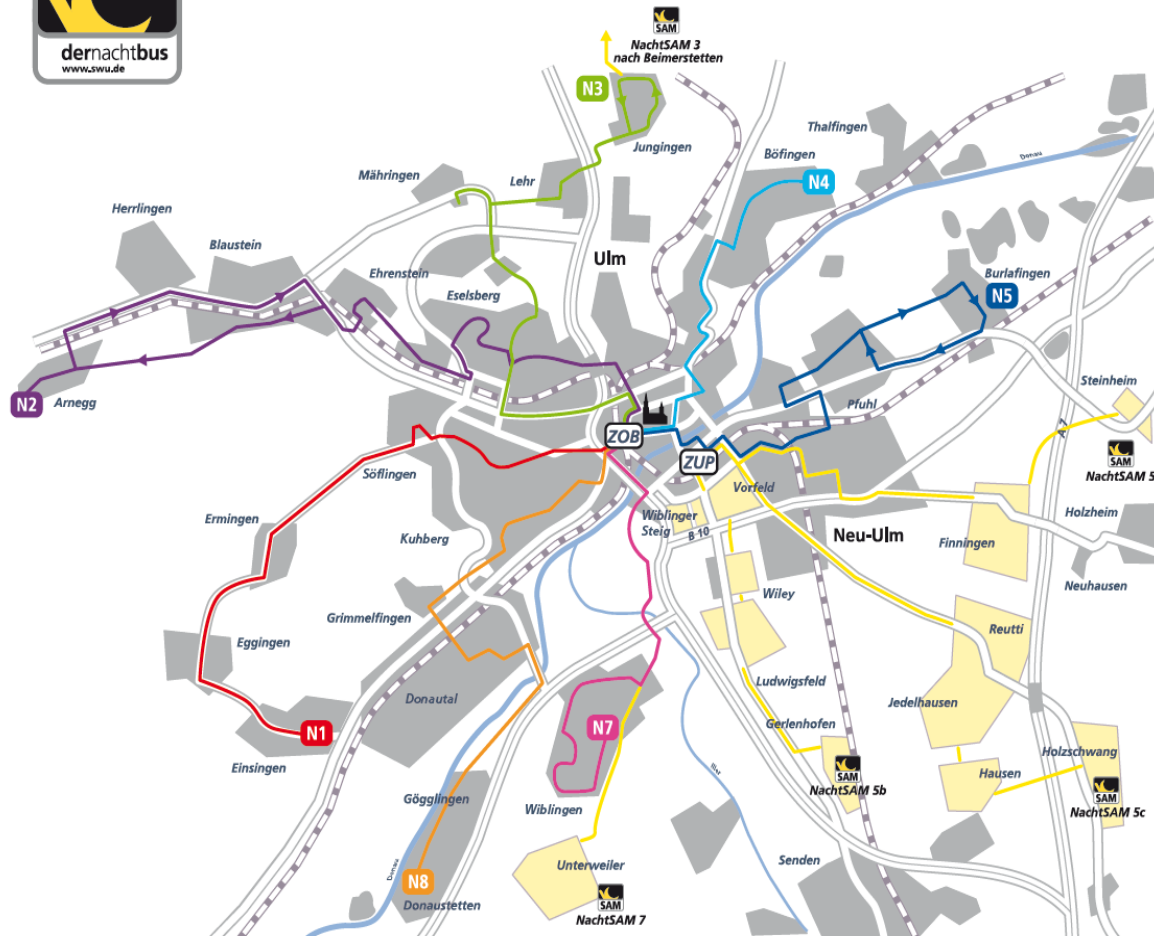 dernachtbus
www.swu.de
SAM
NachtSAM 3
nach Beimerstetten
N3
Jungingen
Thalfingen
Böfingen
N4
Donau
Mähringen
Lehr
Herrlingen
Blaustein
Ulm
Ehrenstein
Eselsberg
Burlafingen
N5
N2
Arnegg
Steinheim
Pfuhl
A 7
ZOB
ZUP
SAM
NachtSAM 5
Söflingen
Vorfeld
Wiblinger
Steig
B 10
Ermingen
Kuhberg
Neu-Ulm
Holzheim
Finningen
Neuhausen
Wiley
Grimmelfingen
Reutti
Eggingen
Ludwigsfeld
Donautal
Jedelhausen
Gerlenhofen
N1
N7
Holzschwang
Einsingen
Iller
SAM
NachtSAM 5b
Hausen
SAM
NachtSAM 5c
Gögglingen
Wiblingen
Donau
Unterweiler
Senden
N8
Donaustetten
SAM
NachtSAM 7